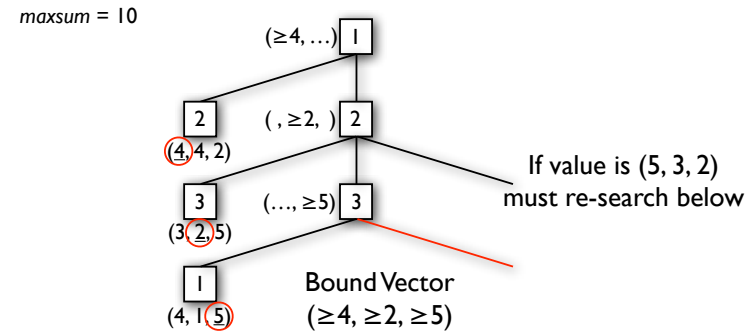 maxsum = 10
(≥4, …) 1
2
( , ≥2, ) 2
(4, 4, 2)
If value is (5, 3, 2)
must re-search below
3
(…, ≥5) 3
(3, 2, 5)
1
Bound Vector
(4, 1, 5)
(≥4, ≥2, ≥5)